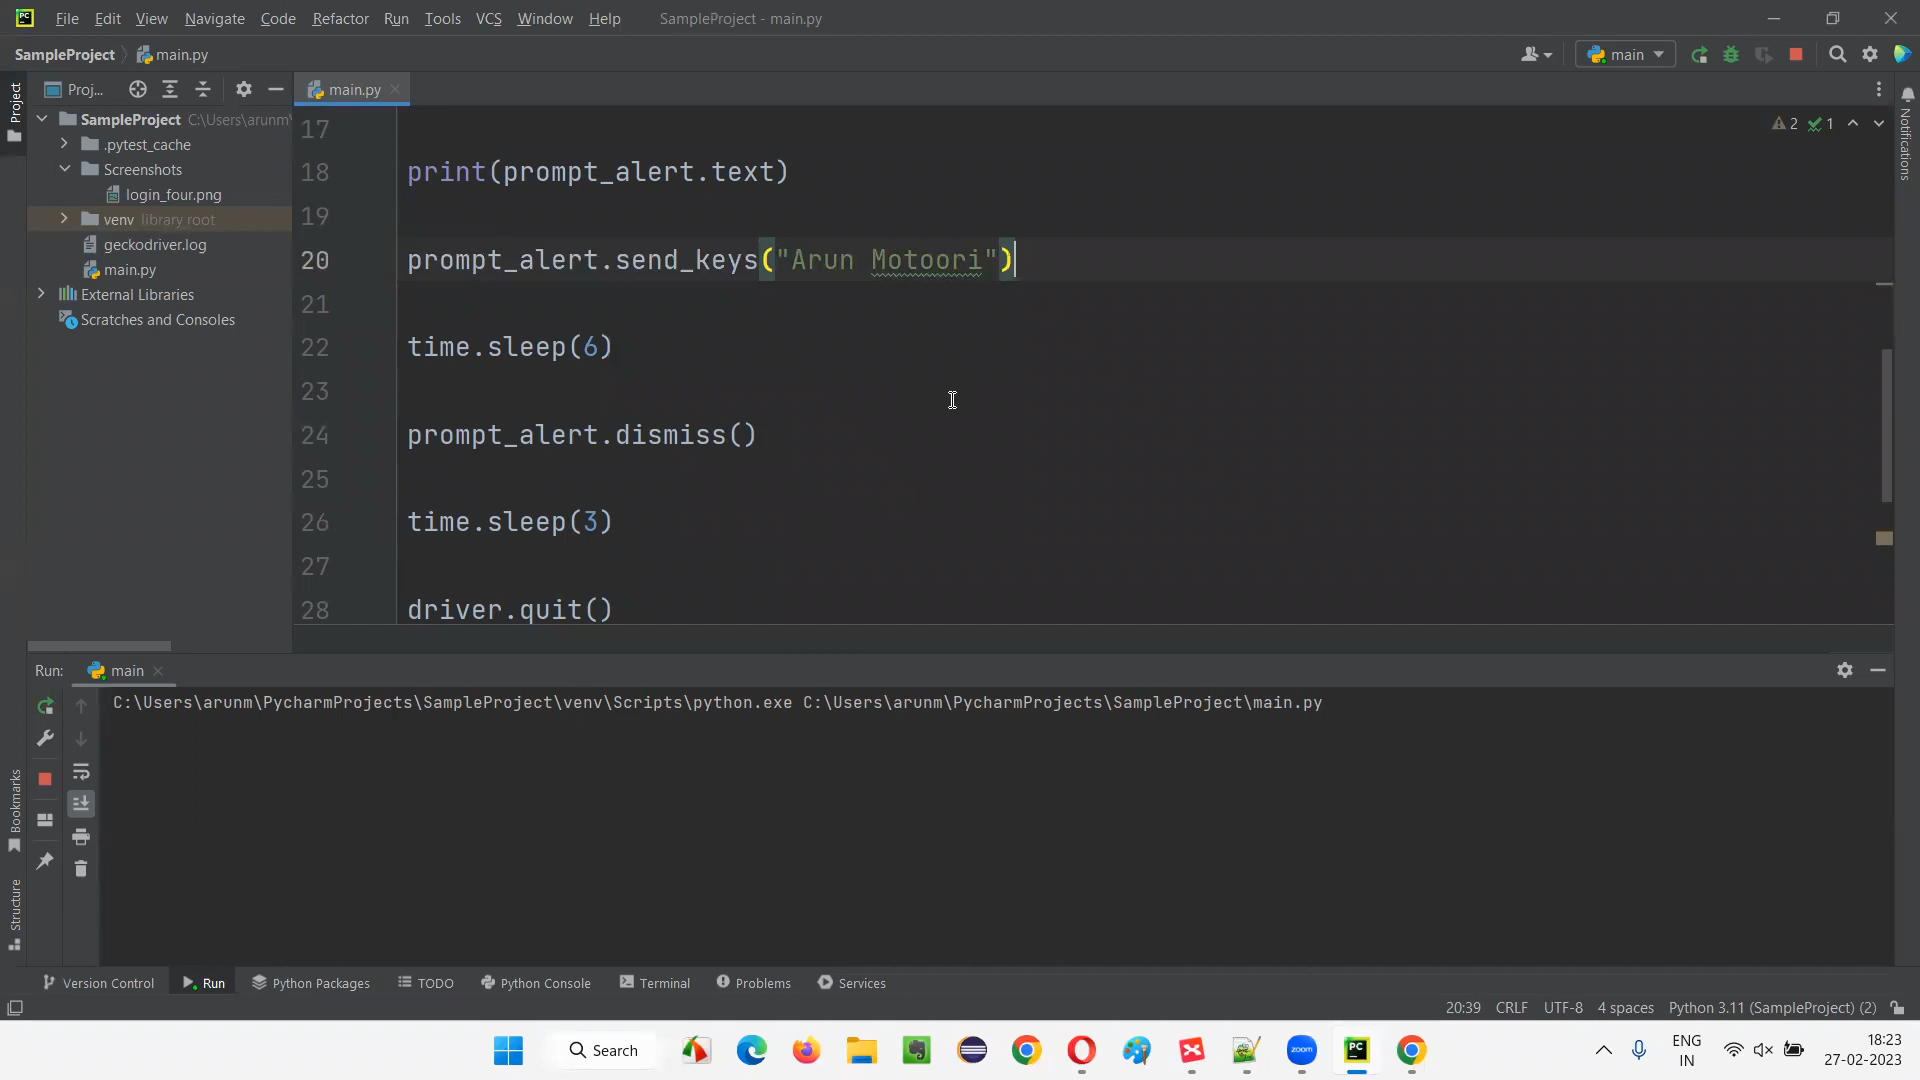 PC File Edit View Navigate Code Refactor Run Tools VCS Window Help SampleProject - main.py
SampleProject main.py main
Project Proj... main.py Notifications
SampleProject C:\Users\arunm\
.pytest_cache
Screenshots
login_four.png
venv library root
geckodriver.log
main.py
External Libraries
Scratches and Consoles
2 1
17
18 print(prompt_alert.text)
19
20 prompt_alert.send_keys("Arun Motoori")
21
22 time.sleep(6)
23
24 prompt_alert.dismiss()
25
26 time.sleep(3)
27
28 driver.quit()
Run: main
C:\Users\arunm\PycharmProjects\SampleProject\venv\Scripts\python.exe C:\Users\arunm\PycharmProjects\SampleProject\main.py
Bookmarks
Structure
Version Control Run Python Packages TODO Python Console Terminal Problems Services
20:39 CRLF UTF-8 4 spaces Python 3.11 (SampleProject) (2)
Search zoom PC ENG 18:23
IN 27-02-2023